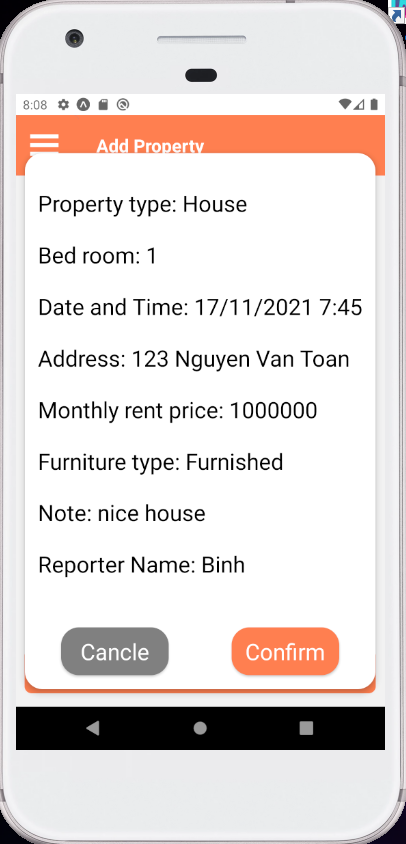 8:08
Add Property
Property type: House
Bed room: 1
Date and Time: 17/11/2021 7:45
Address: 123 Nguyen Van Toan
Monthly rent price: 1000000
Furniture type: Furnished
Note: nice house
Reporter Name: Binh
Cancle Confirm